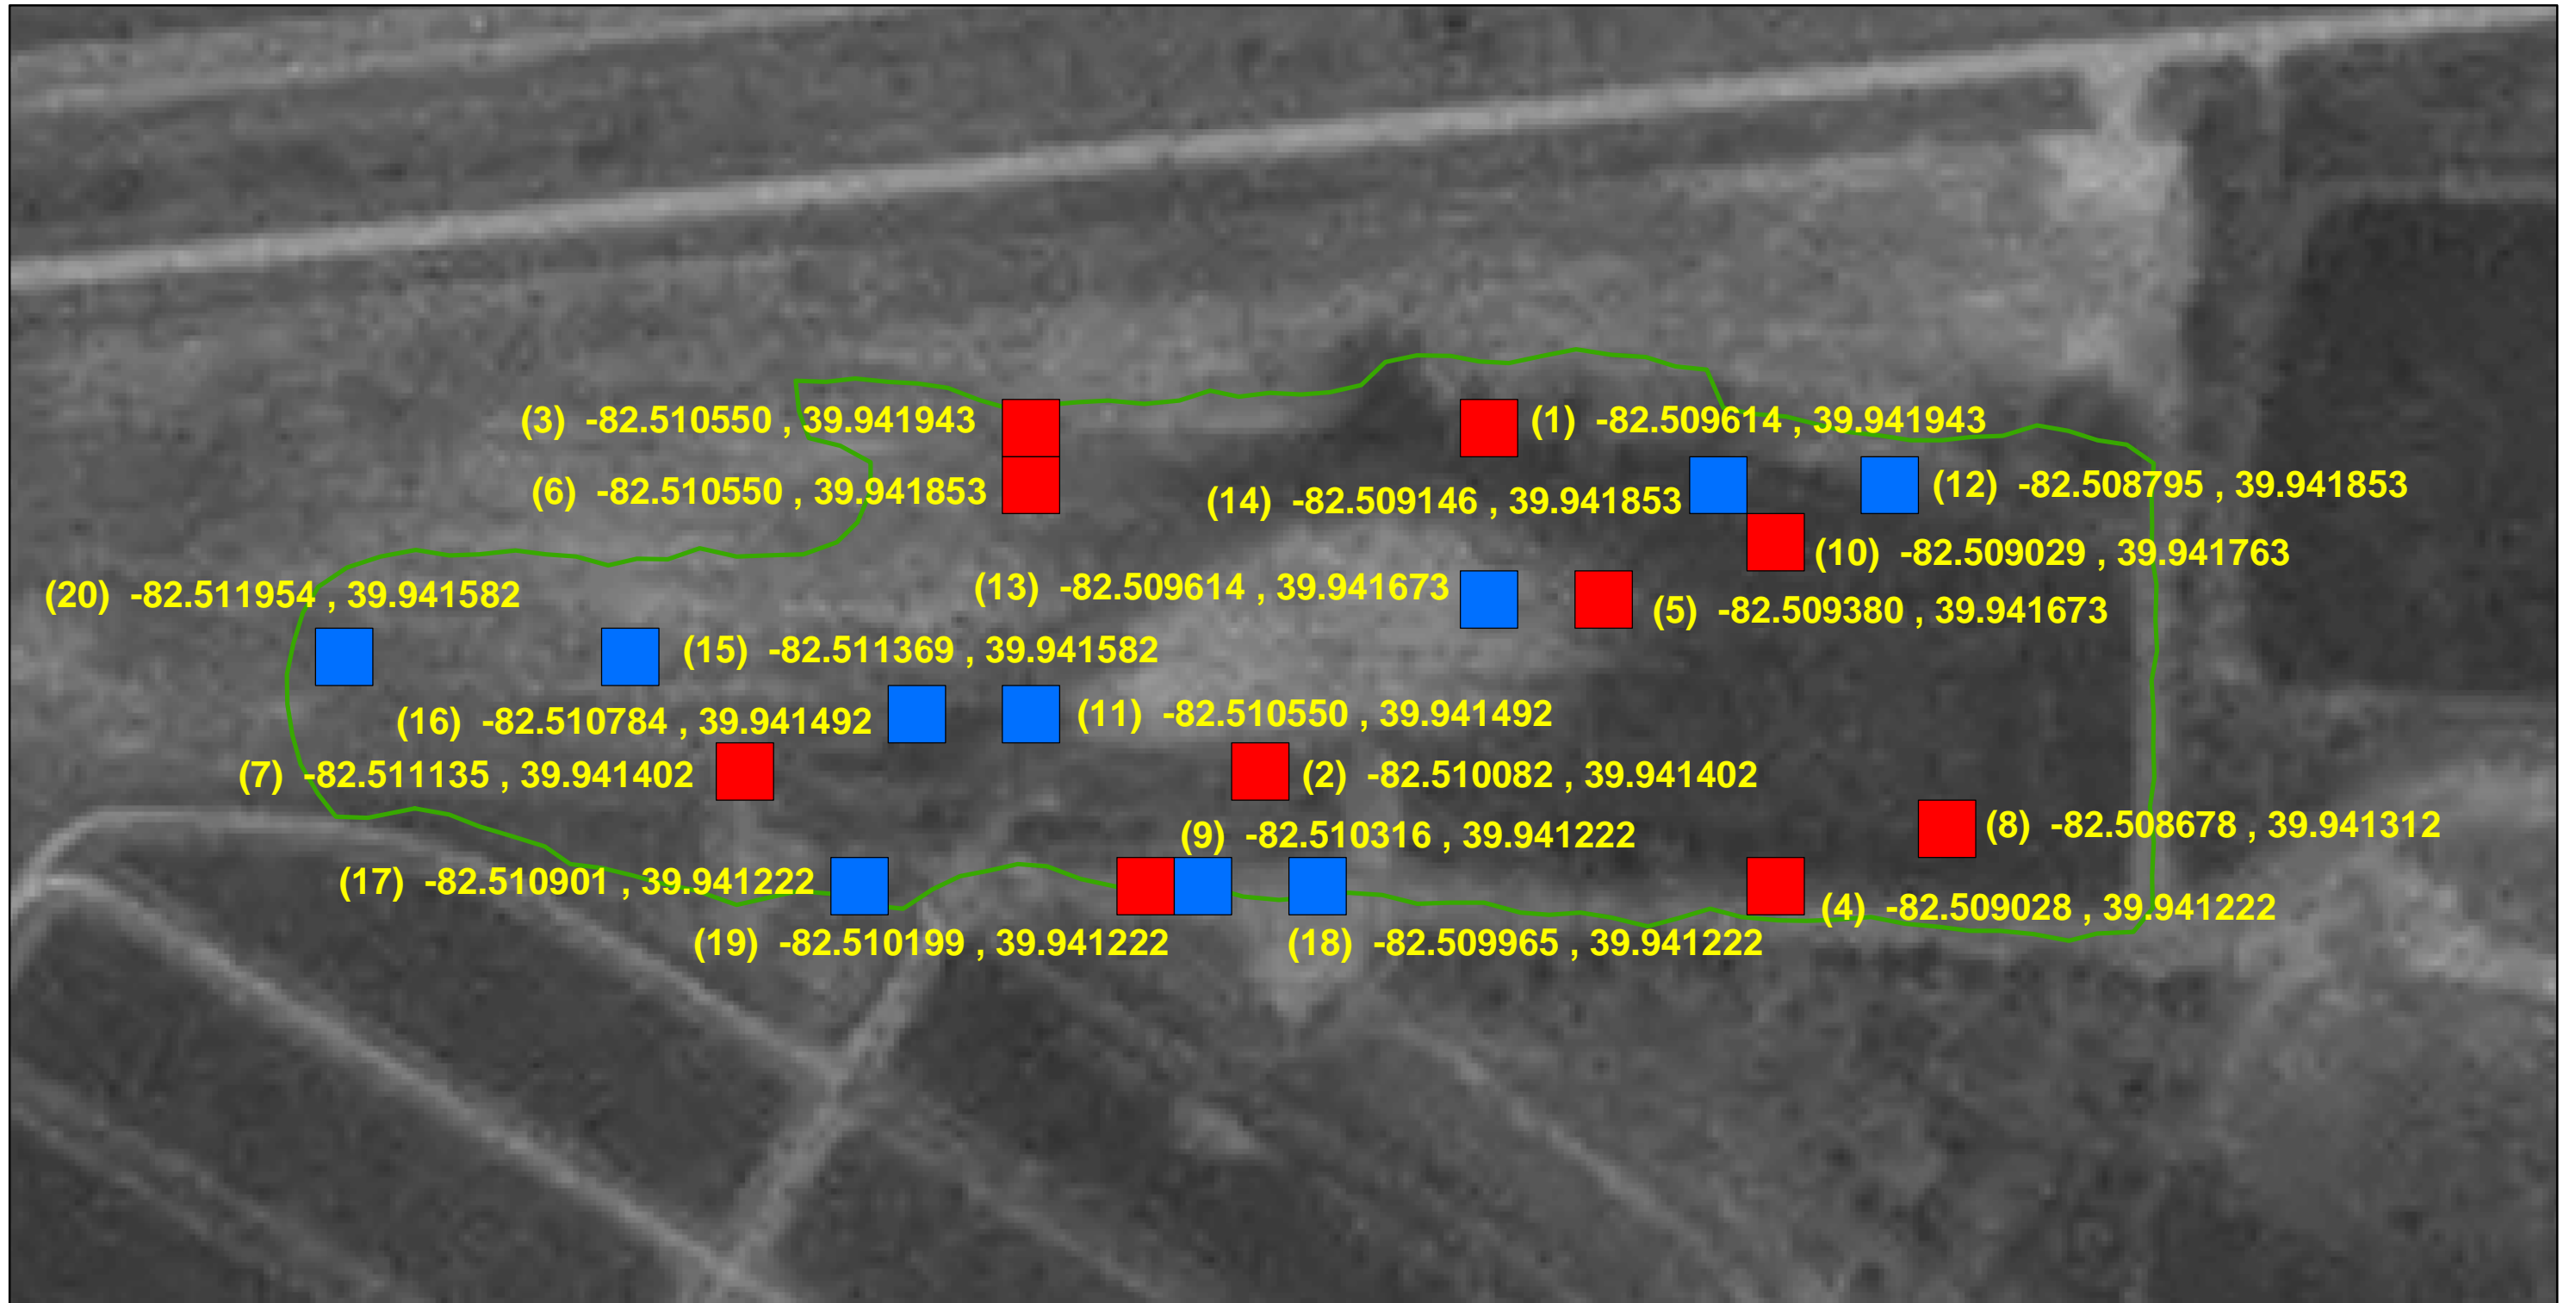 (3) -82.510550 , 39.941943
(1) -82.509614 , 39.941943
(6) -82.510550 , 39.941853
(14) -82.509146 , 39.941853
(12) -82.508795 , 39.941853
(10) -82.509029 , 39.941763
(13) -82.509614 , 39.941673
(5) -82.509380 , 39.941673
(20) -82.511954 , 39.941582
(15) -82.511369 , 39.941582
(16) -82.510784 , 39.941492
(11) -82.510550 , 39.941492
(7) -82.511135 , 39.941402
(2) -82.510082 , 39.941402
(9) -82.510316 , 39.941222
(8) -82.508678 , 39.941312
(17) -82.510901 , 39.941222
(4) -82.509028 , 39.941222
(19) -82.510199 , 39.941222
(18) -82.509965 , 39.941222